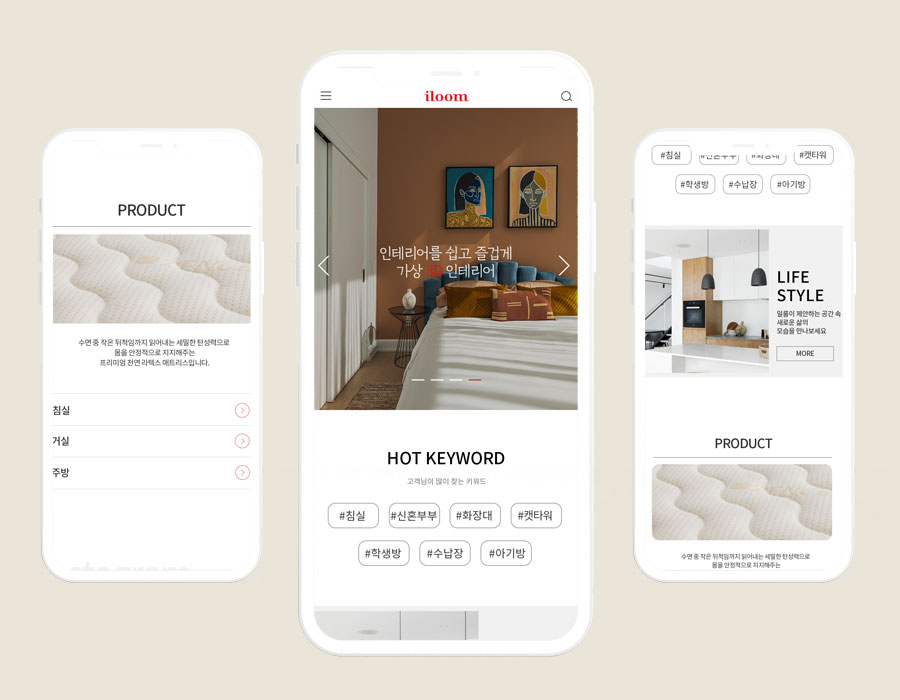 PRODUCT
수면 중 작은 뒤척임까지 읽어내는 세밀한 탄성력으로
몸을 안정적으로 지지해주는
프리미엄 천연 라텍스 매트리스입니다.
침실
거실
주방
iloom
인테리어를 쉽고 즐겁게
가상 3D 인테리어
HOT KEYWORD
고객님이 많이 찾는 키워드
#침실 #신혼부부 #화장대 #캣타워
#학생방 #수납장 #아기방
#침실 #신혼부부 #화장대 #캣타워
#학생방 #수납장 #아기방
LIFE
STYLE
일룸이 제안하는 공간 속
새로운 삶의
모습을 만나보세요
MORE
PRODUCT
수면 중 작은 뒤척임까지 읽어내는 세밀한 탄성력으로
몸을 안정적으로 지지해주는